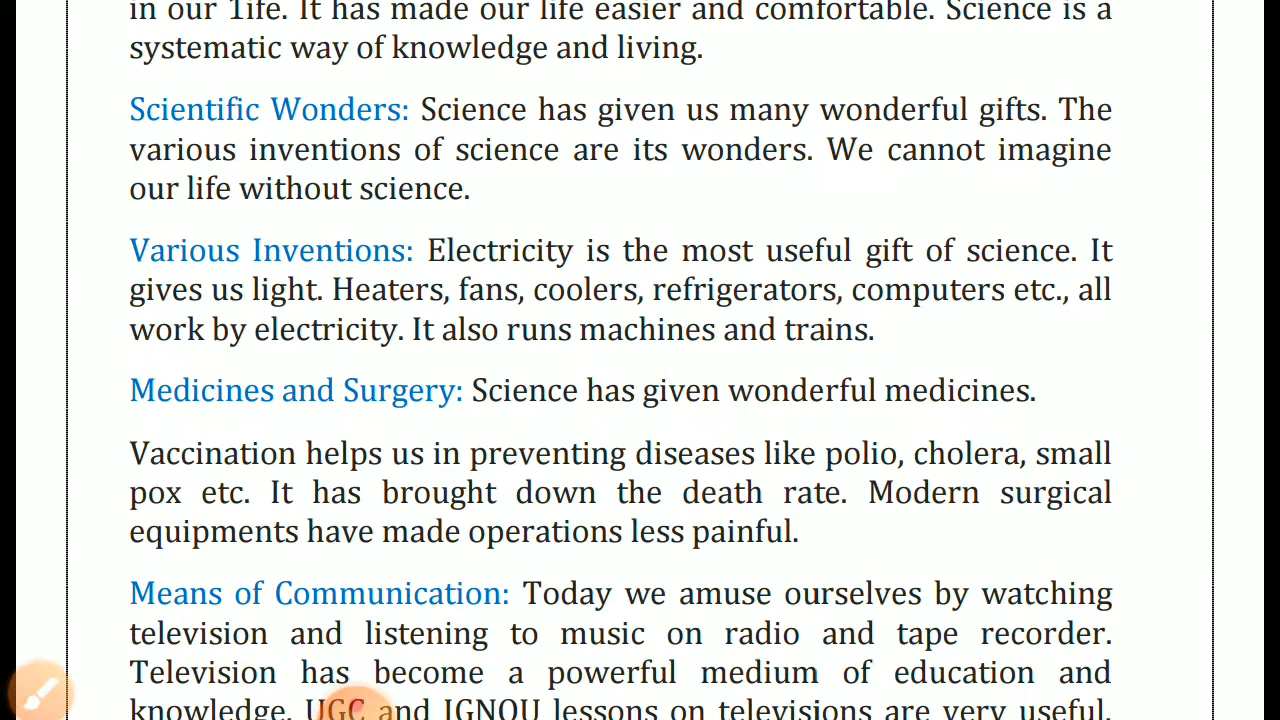 in our 1ife. It has made our life easier and comfortable. Science is a
systematic way of knowledge and living.
Scientific Wonders: Science has given us many wonderful gifts. The
various inventions of science are its wonders. We cannot imagine
our life without science.
Various Inventions: Electricity is the most useful gift of science. It
gives us light. Heaters, fans, coolers, refrigerators, computers etc., all
work by electricity. It also runs machines and trains.
Medicines and Surgery: Science has given wonderful medicines.
Vaccination helps us in preventing diseases like polio, cholera, small
pox etc. It has brought down the death rate. Modern surgical
equipments have made operations less painful.
Means of Communication: Today we amuse ourselves by watching
television and listening to music on radio and tape recorder.
Television has become a powerful medium of education and
knowledge. UGC and IGNOU lessons on televisions are very useful.